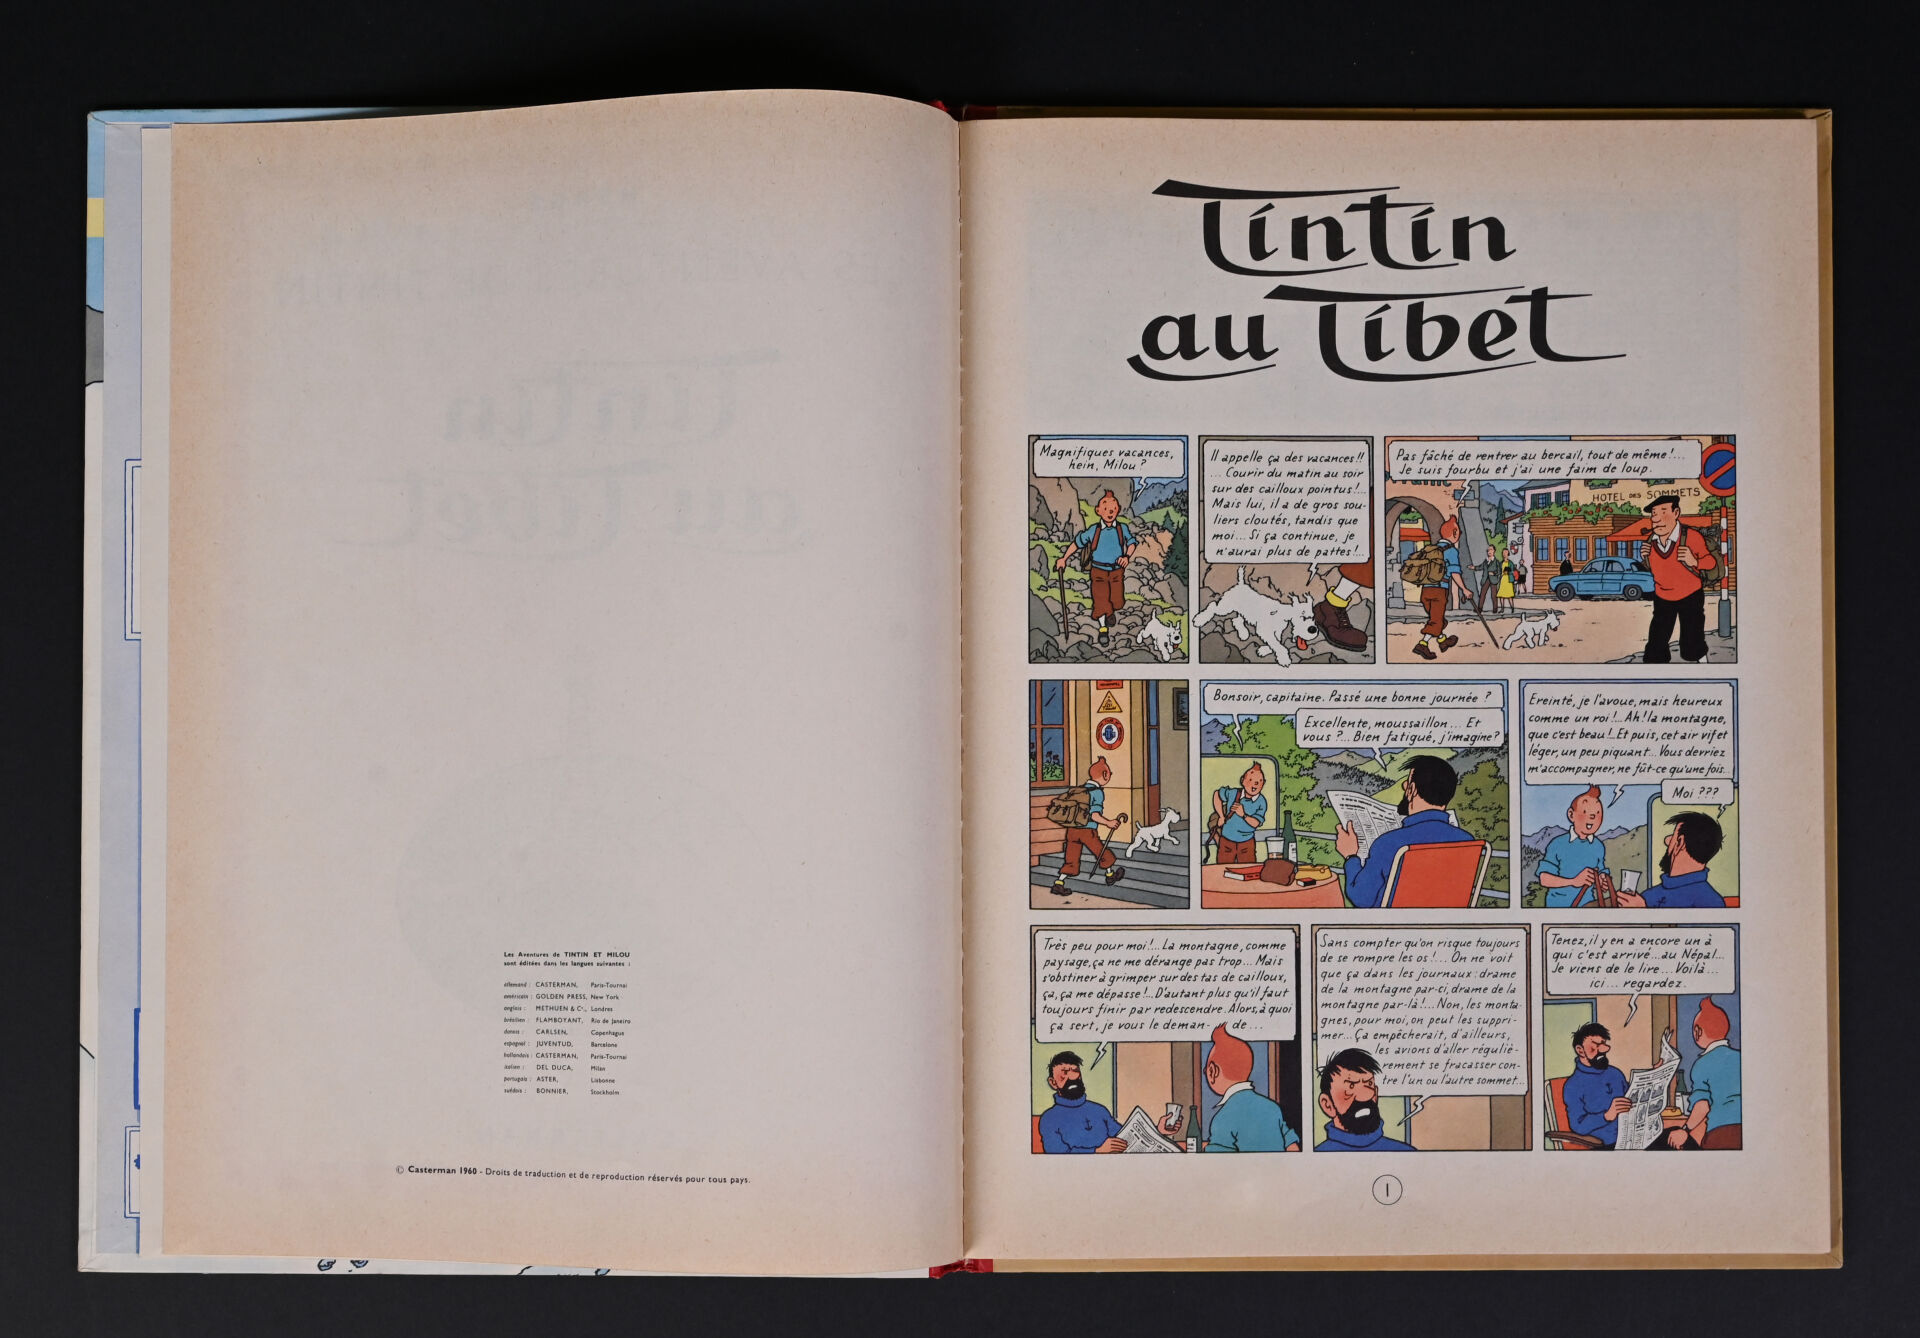 Les Aventures de TINTIN ET MILOU
sont éditées dans les langues suivantes :
allemand : CASTERMAN, Paris-Tournai
américain : GOLDEN PRESS, New York
anglais : METHUEN & Cº, Londres
brésilien : FLAMBOYANT, Rio de Janeiro
danois : CARLSEN, Copenhague
espagnol : JUVENTUD, Barcelone
hollandais : CASTERMAN, Paris-Tournai
italien : DEL DUCA, Milan
portugais : ASTER, Lisbonne
suédois : BONNIER, Stockholm
© Casterman 1960 - Droits de traduction et de reproduction réservés pour tous pays.
Tintin
au Tibet
Magnifiques vacances,
hein, Milou ?
Il appelle ça des vacances !!
... Courir du matin au soir
sur des cailloux pointus !...
Mais lui, il a de gros sou-
liers cloutés, tandis que
moi... Si ça continue, je
n'aurai plus de pattes !...
Pas fâché de rentrer au bercail, tout de même !...
Je suis fourbu et j'ai une faim de loup.
HOTEL DES SOMMETS
Bonsoir, capitaine. Passé une bonne journée ?
Excellente, moussaillon... Et
vous ?... Bien fatigué, j'imagine ?
Ereinté, je l'avoue, mais heureux
comme un roi !... Ah ! la montagne,
que c'est beau !... Et puis, cet air vif et
léger, un peu piquant... Vous devriez
m'accompagner, ne fût-ce qu'une fois...
Moi ???
Très peu pour moi !... La montagne, comme
paysage, ça ne me dérange pas trop... Mais
s'obstiner à grimper sur des tas de cailloux,
ça, ça me dépasse !... D'autant plus qu'il faut
toujours finir par redescendre. Alors, à quoi
ça sert, je vous le deman- de...
Sans compter qu'on risque toujours
de se rompre les os !... On ne voit
que ça dans les journaux : drame
de la montagne par-ci, drame de la
montagne par-là !... Non, les monta-
gnes, pour moi, on peut les suppri-
mer... Ça empêcherait, d'ailleurs,
les avions d'aller réguliè-
rement se fracasser con-
tre l'un ou l'autre sommet...
Tenez, il y en a encore un à
qui c'est arrivé... au Népal...
Je viens de le lire... Voilà...
ici... regardez.
1